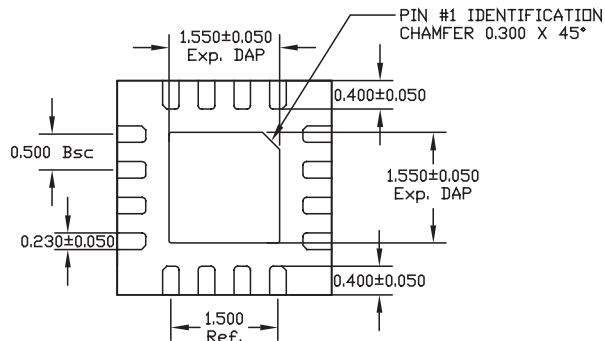 PIN #1 IDENTIFICATION
CHAMFER 0.300 X 45°
1.550±0.050
Exp. DAP
0.400±0.050
0.500 Bsc
1.550±0.050
Exp. DAP
0.230±0.050
0.400±0.050
1.500
Ref.